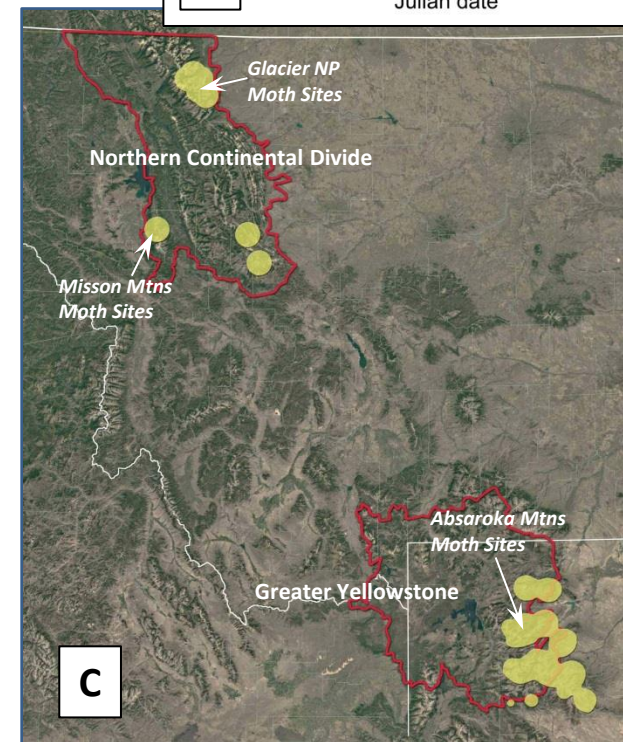 Julian date
Glacier NP
Moth Sites
Northern Continental Divide
Misson Mtns
Moth Sites
Absaroka Mtns
Moth Sites
Greater Yellowstone
C